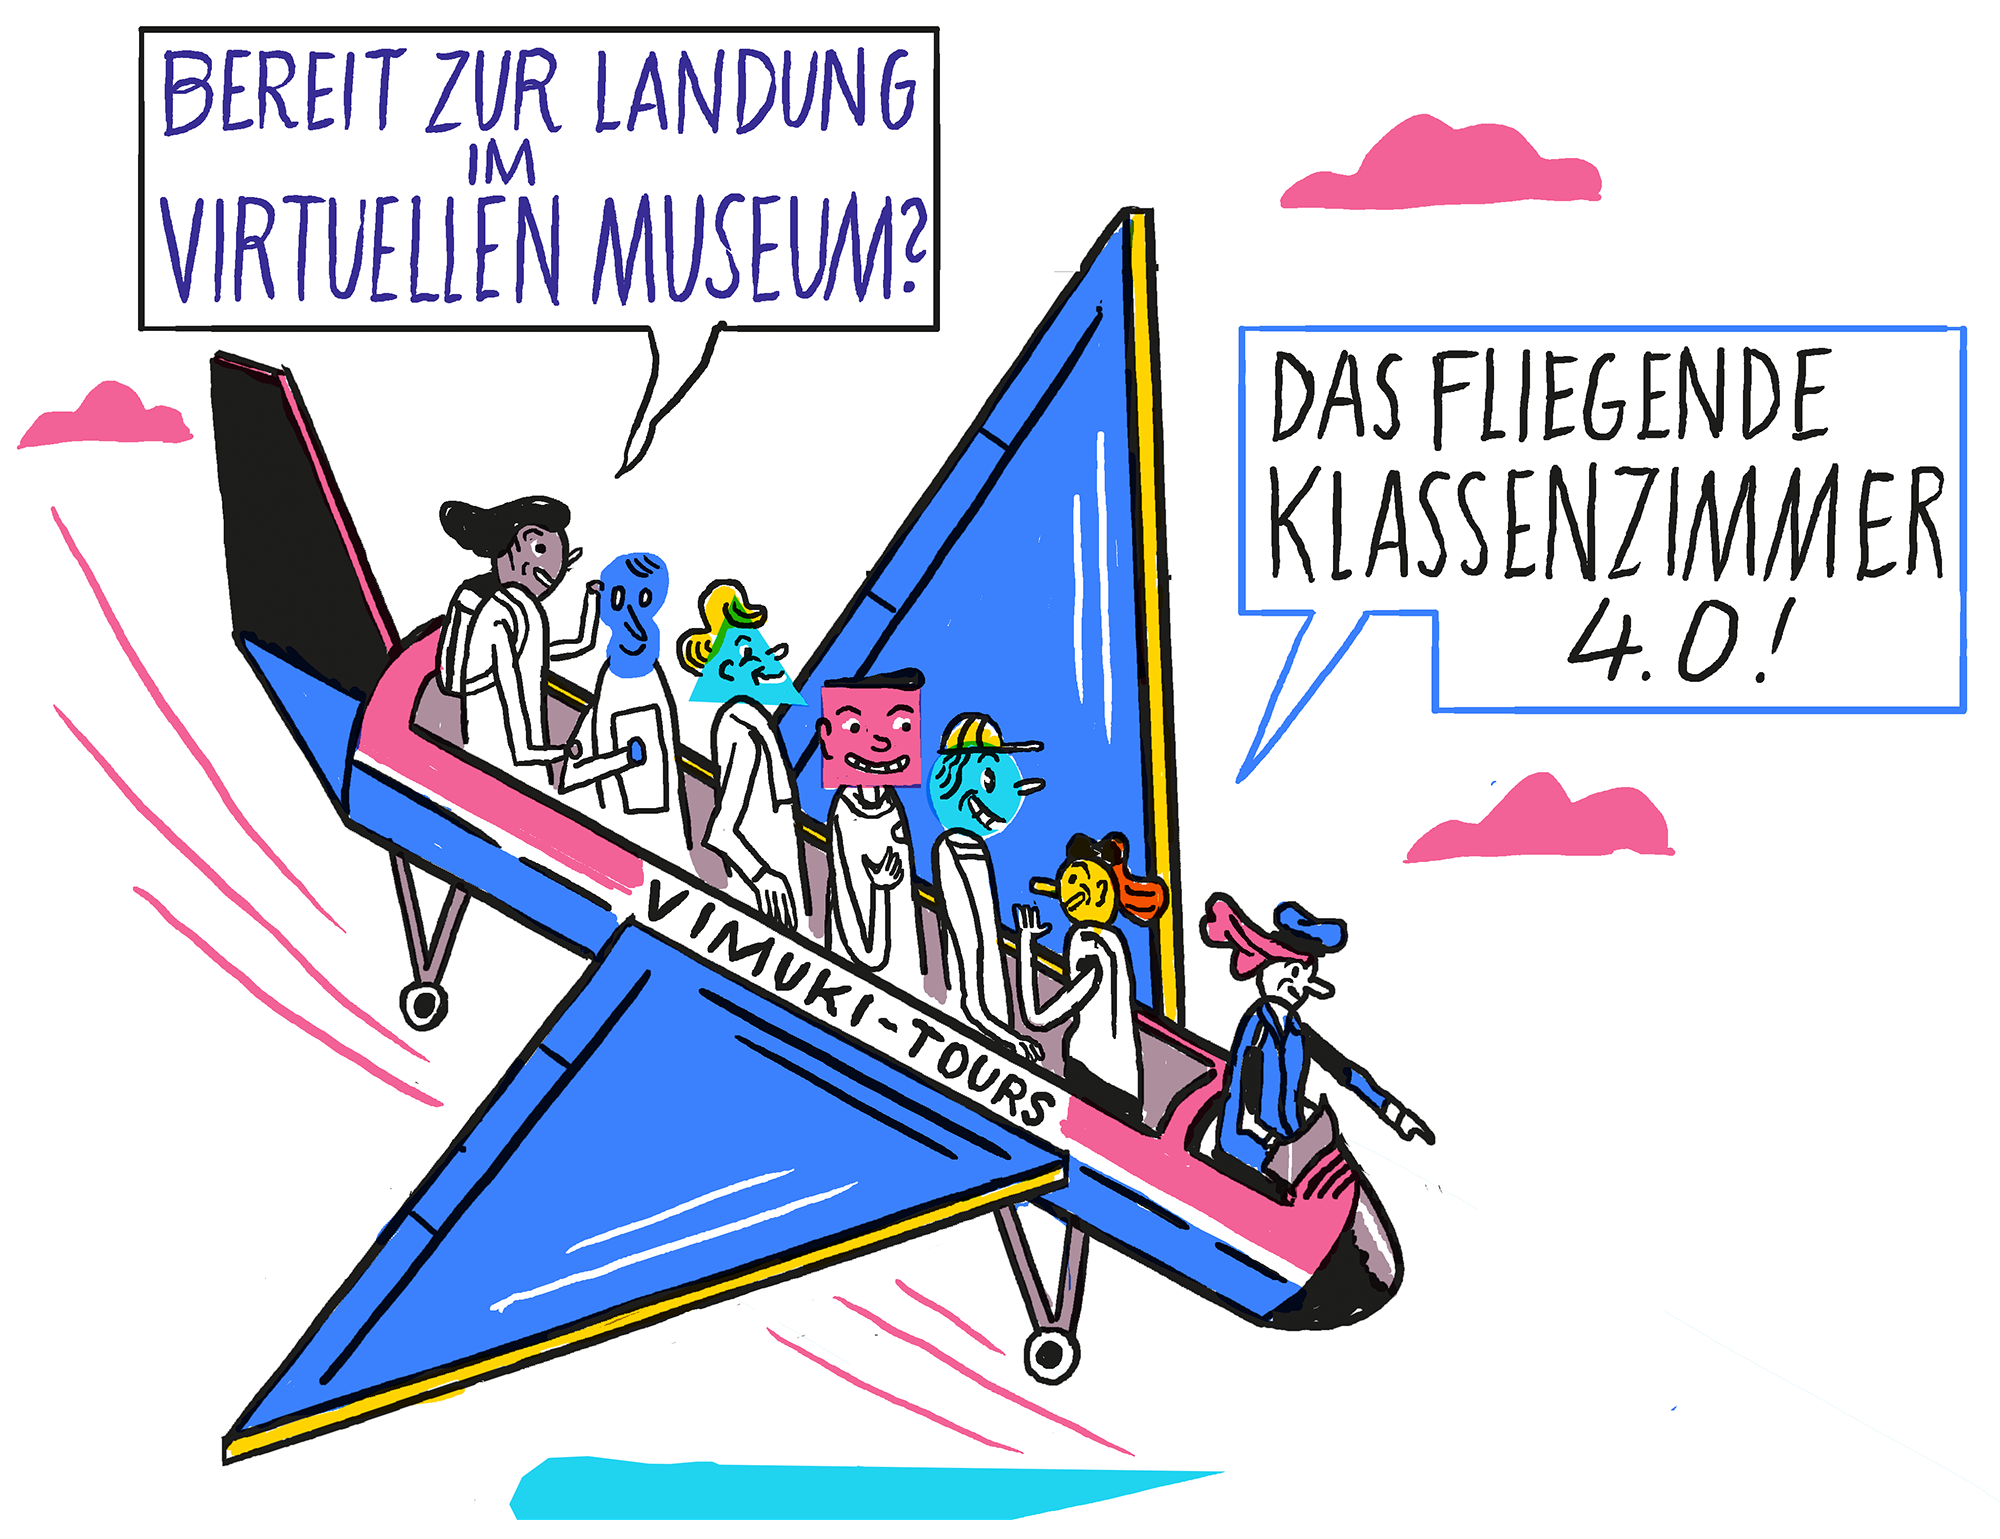 BEREIT ZUR LANDUNG
IM
VIRTUELLEN MUSEUM?
DAS FLIEGENDE
KLASSENZIMMER
4.0!
VIMUKI-TOURS